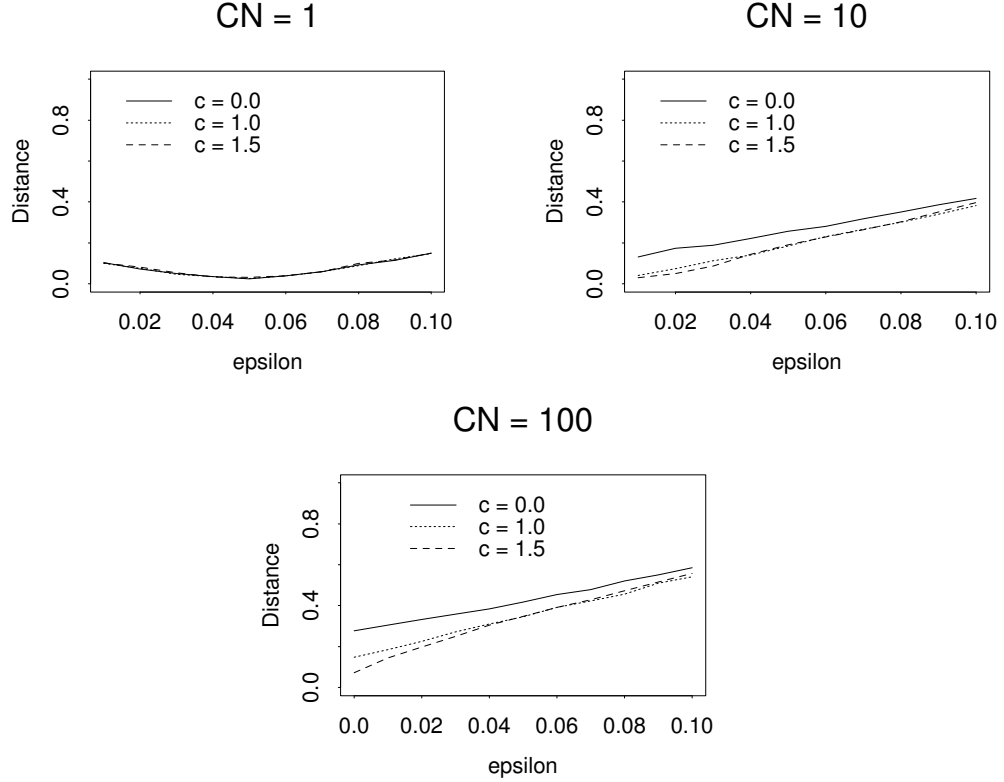 CN = 1
c = 0.0
c = 1.0
c = 1.5
Distance
0.0 0.4 0.8
0.02 0.04 0.06 0.08 0.10
epsilon
CN = 10
c = 0.0
c = 1.0
c = 1.5
Distance
0.0 0.4 0.8
0.02 0.04 0.06 0.08 0.10
epsilon
CN = 100
c = 0.0
c = 1.0
c = 1.5
Distance
0.0 0.4 0.8
0.0 0.02 0.04 0.06 0.08 0.10
epsilon